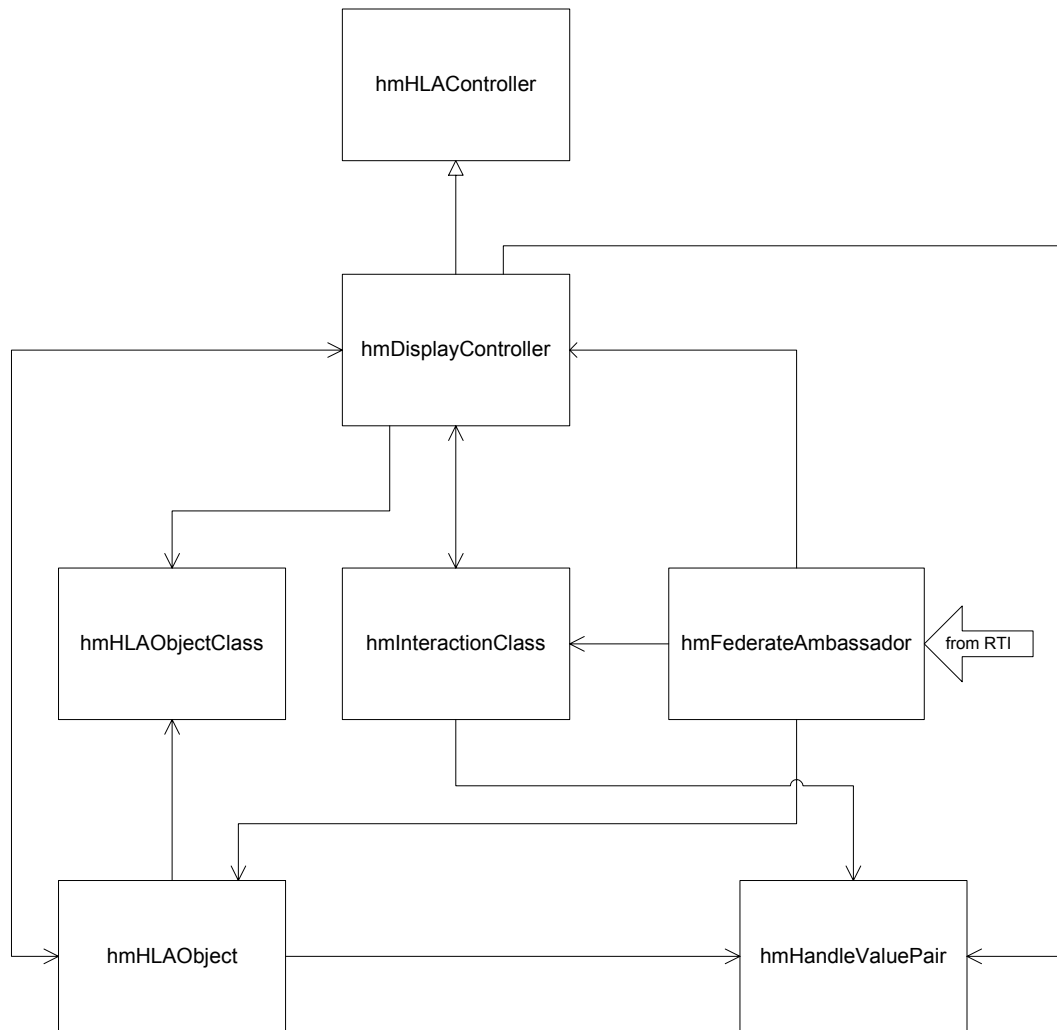 hmHLAController
hmDisplayController
hmHLAObjectClass
hmInteractionClass
hmFederateAmbassador
from RTI
hmHLAObject
hmHandleValuePair